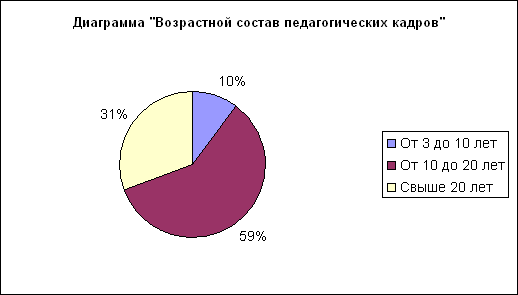 Диаграмма "Возрастной состав педагогических кадров"
10%
31%
59%
От 3 до 10 лет
От 10 до 20 лет
Свыше 20 лет